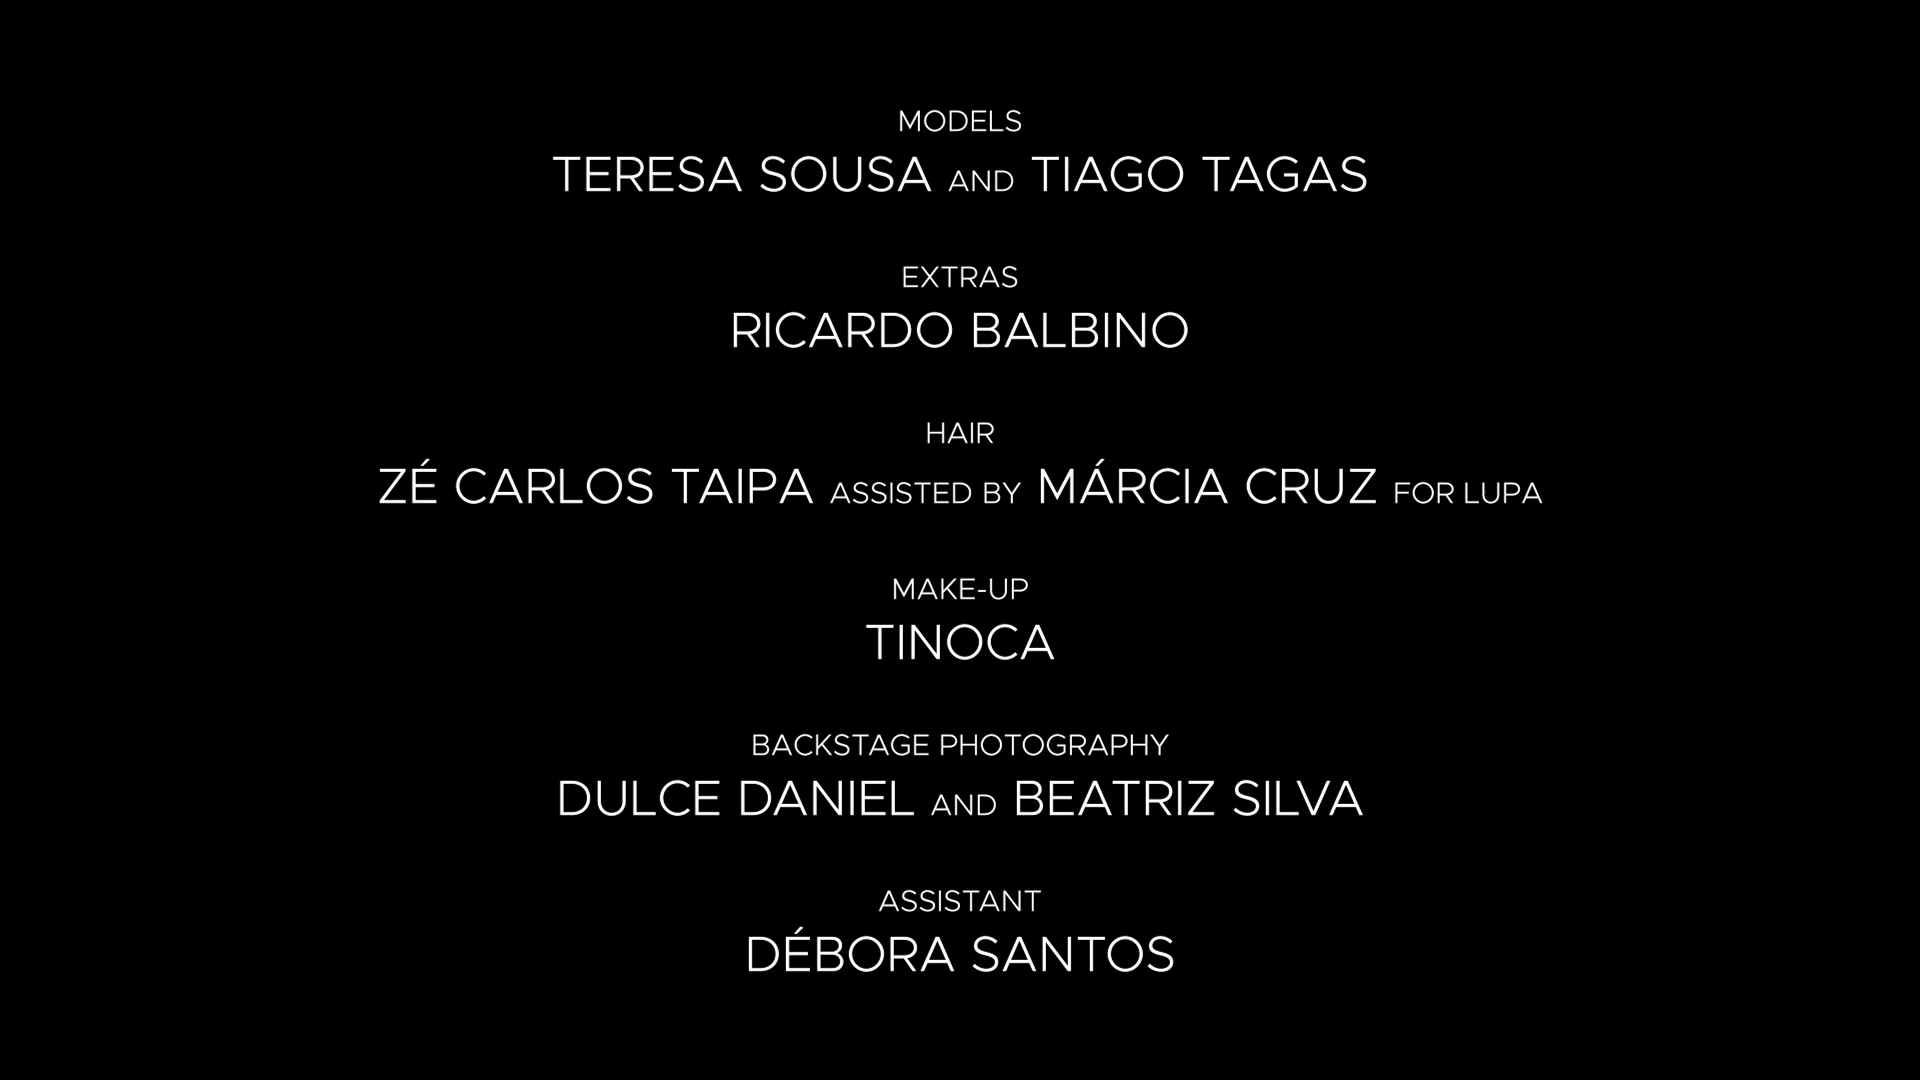 MODELS
TERESA SOUSA AND TIAGO TAGAS
EXTRAS
RICARDO BALBINO
HAIR
ZÉ CARLOS TAIPA ASSISTED BY MÁRCIA CRUZ FOR LUPA
MAKE-UP
TINOCA
BACKSTAGE PHOTOGRAPHY
DULCE DANIEL AND BEATRIZ SILVA
ASSISTANT
DÉBORA SANTOS